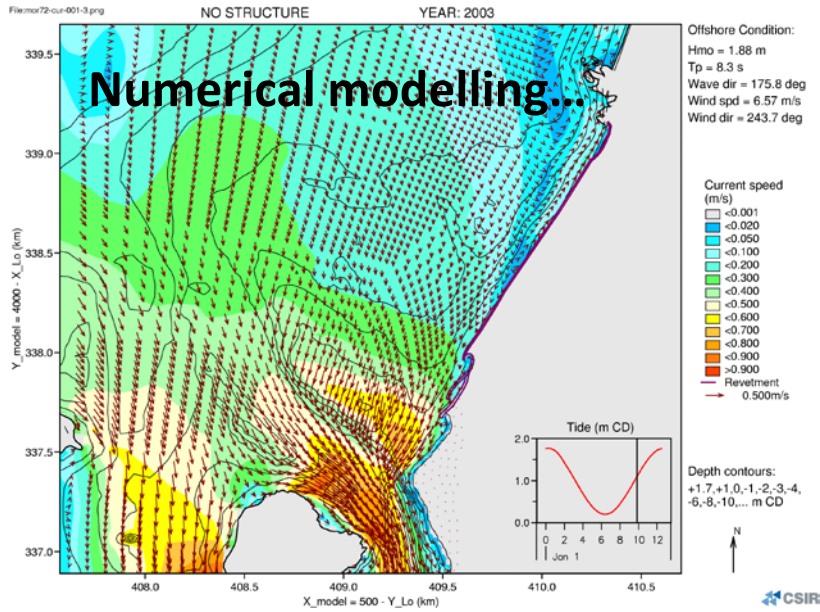 File:mor72-cur-001-3.png
NO STRUCTURE YEAR: 2003
Numerical modelling...
Offshore Condition:
Hmo = 1.88 m
Tp = 8.3 s
Wave dir = 175.8 deg
Wind spd = 6.57 m/s
Wind dir = 243.7 deg
Current speed
(m/s)
<0.001
<0.020
<0.050
<0.100
<0.200
<0.300
<0.400
<0.500
<0.600
<0.700
<0.800
<0.900
>0.900
Revetment
0.500m/s
Depth contours:
+1.7,+1,0,-1,-2,-3,-4,
-6,-8,-10,... m CD
N
CSIR
Tide (m CD)
2.0
1.0
0.0
0 2 4 6 8 10 12
Jan 1
Y_model = 4000 - X_Lo (km)
339.5
339.0
338.5
338.0
337.5
337.0
408.0 408.5 409.0 409.5 410.0 410.5
X_model = 500 - Y_Lo (km)